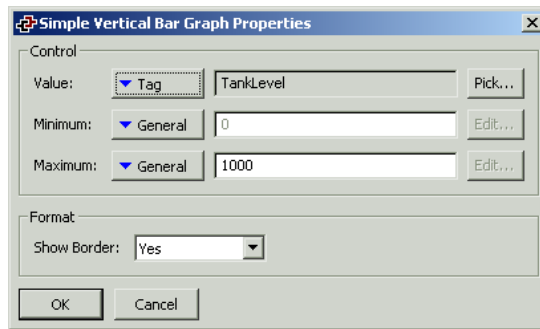 Simple Vertical Bar Graph Properties
Control
Value: Tag TankLevel Pick...
Minimum: General 0 Edit...
Maximum: General 1000 Edit...
Format
Show Border: Yes
OK Cancel